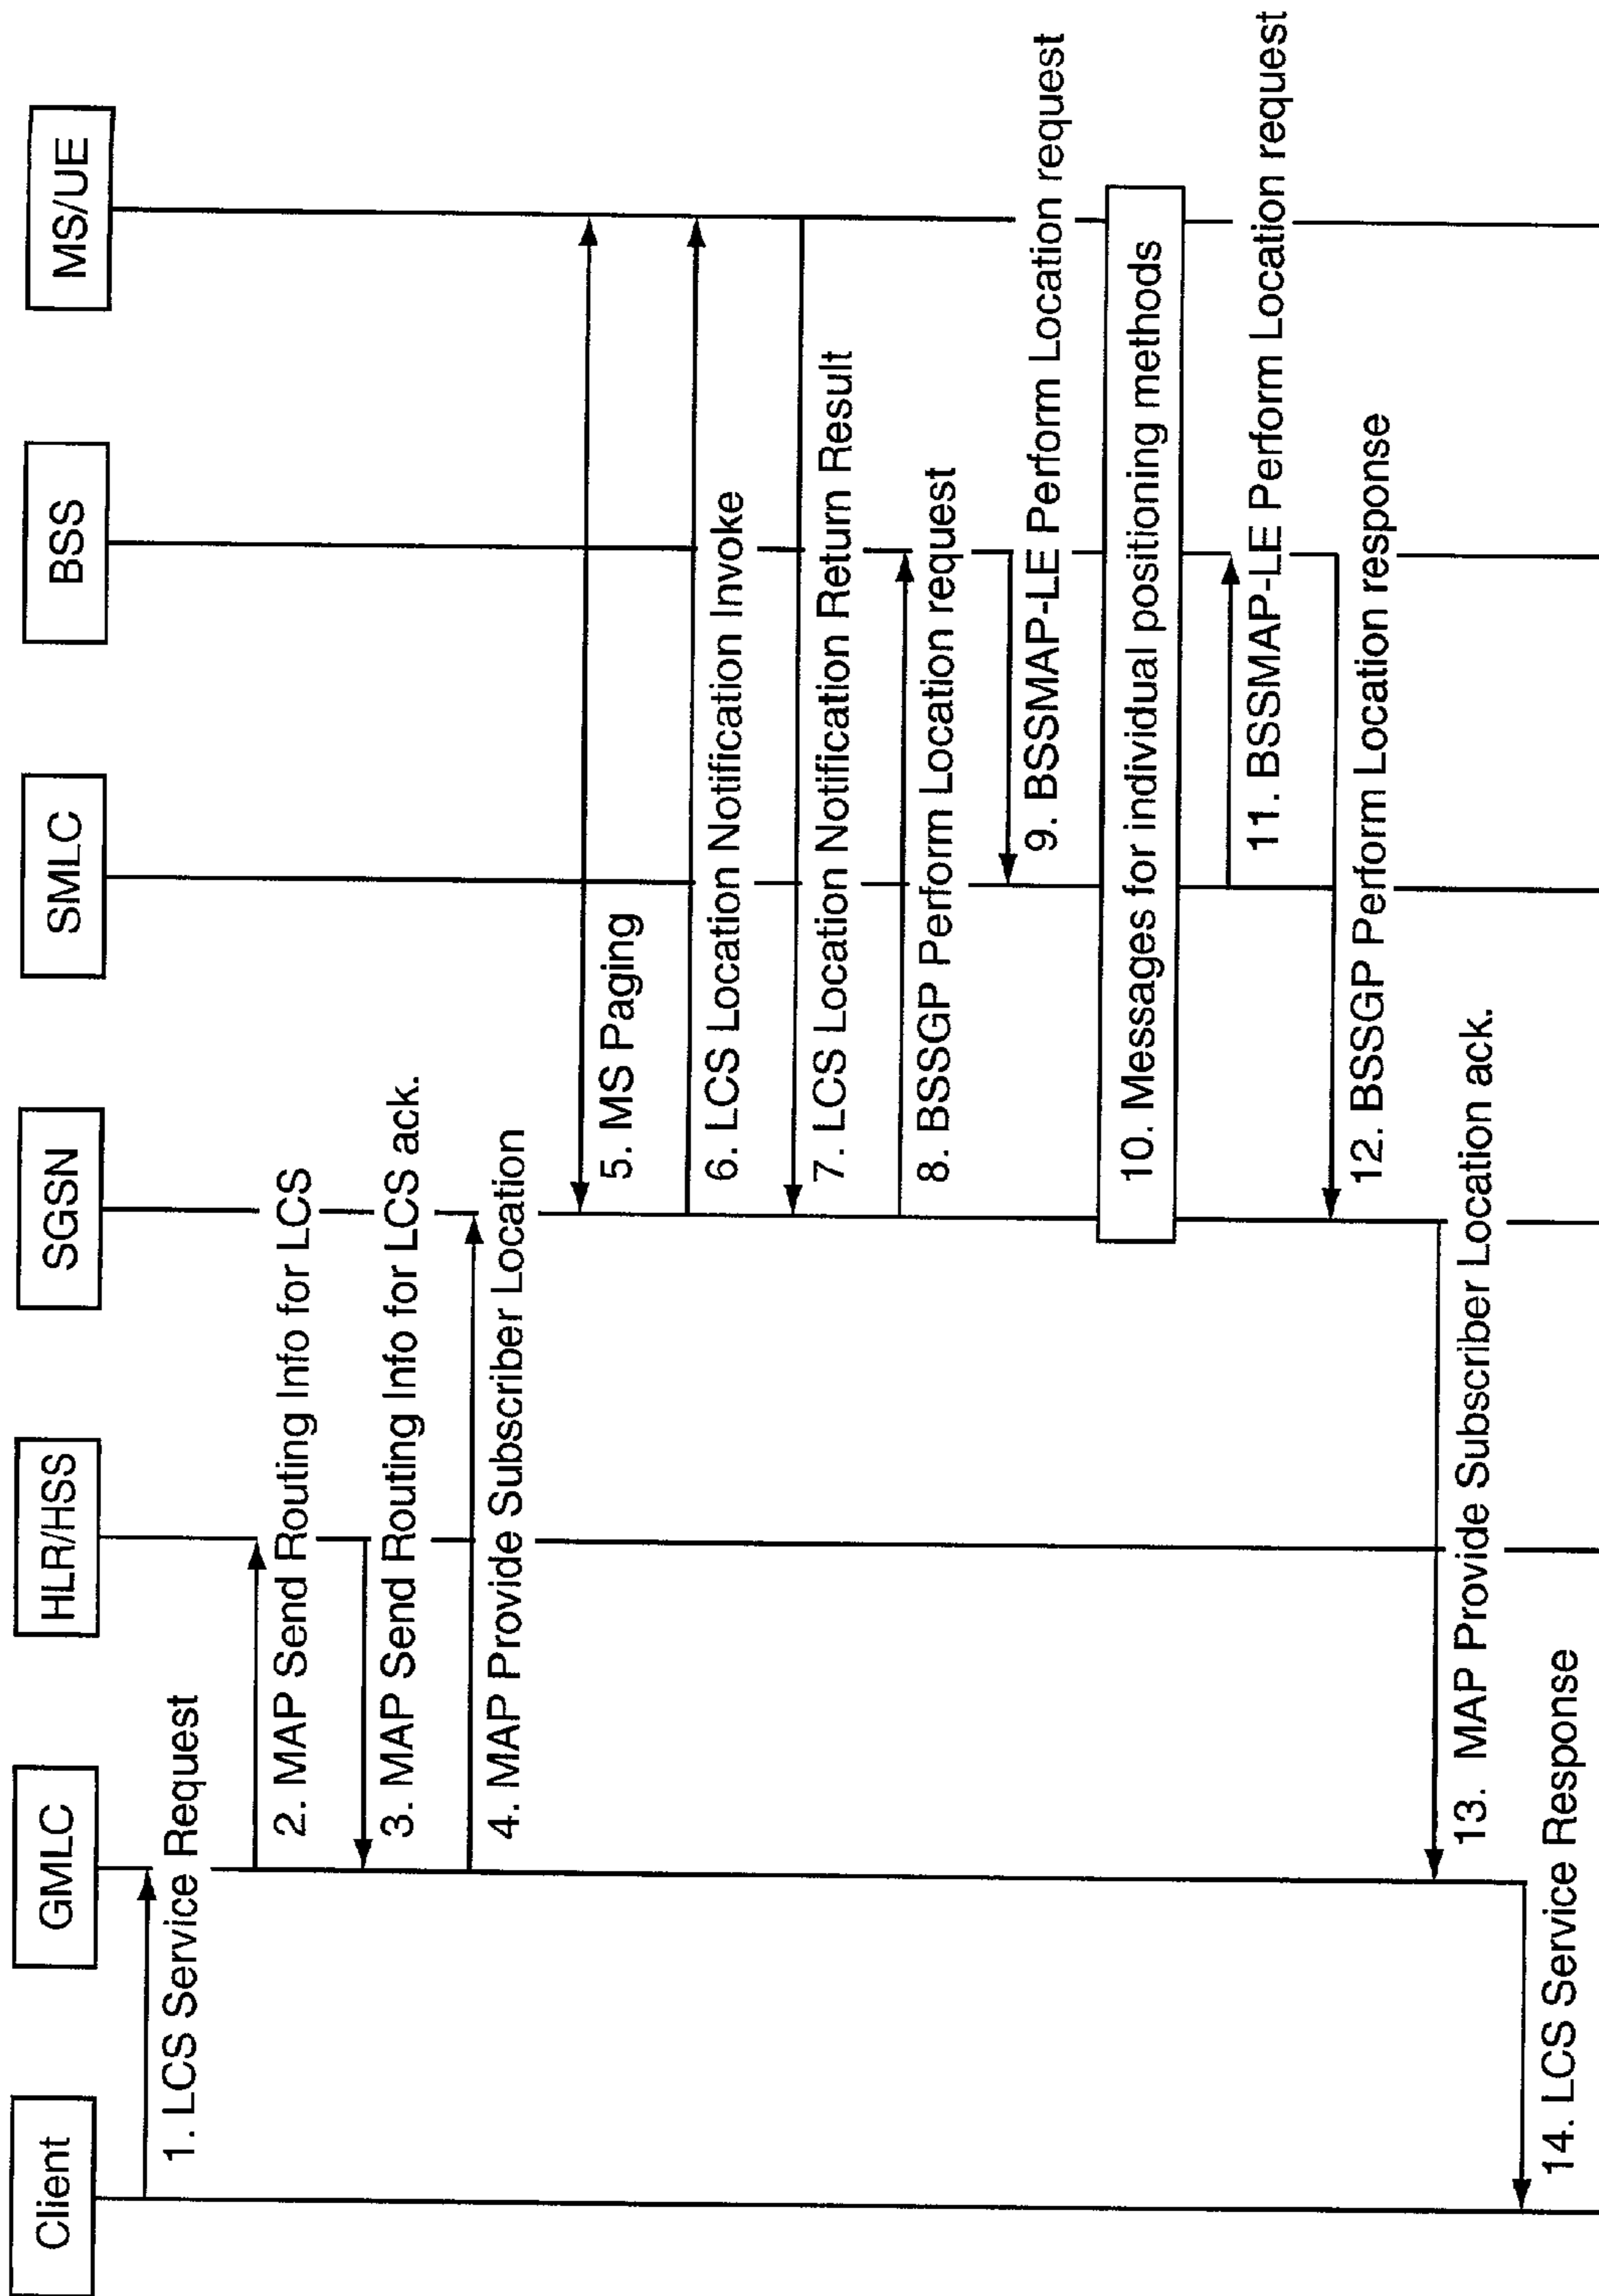 Client
GMLC
HLR/HSS
SGSN
SMLC
BSS
MS/UE
1. LCS Service Request
2. MAP Send Routing Info for LCS
3. MAP Send Routing Info for LCS ack.
4. MAP Provide Subscriber Location
5. MS Paging
6. LCS Location Notification Invoke
7. LCS Location Notification Return Result
8. BSSGP Perform Location request
9. BSSMAP-LE Perform Location request
10. Messages for individual positioning methods
11. BSSMAP-LE Perform Location request
12. BSSGP Perform Location response
13. MAP Provide Subscriber Location ack.
14. LCS Service Response